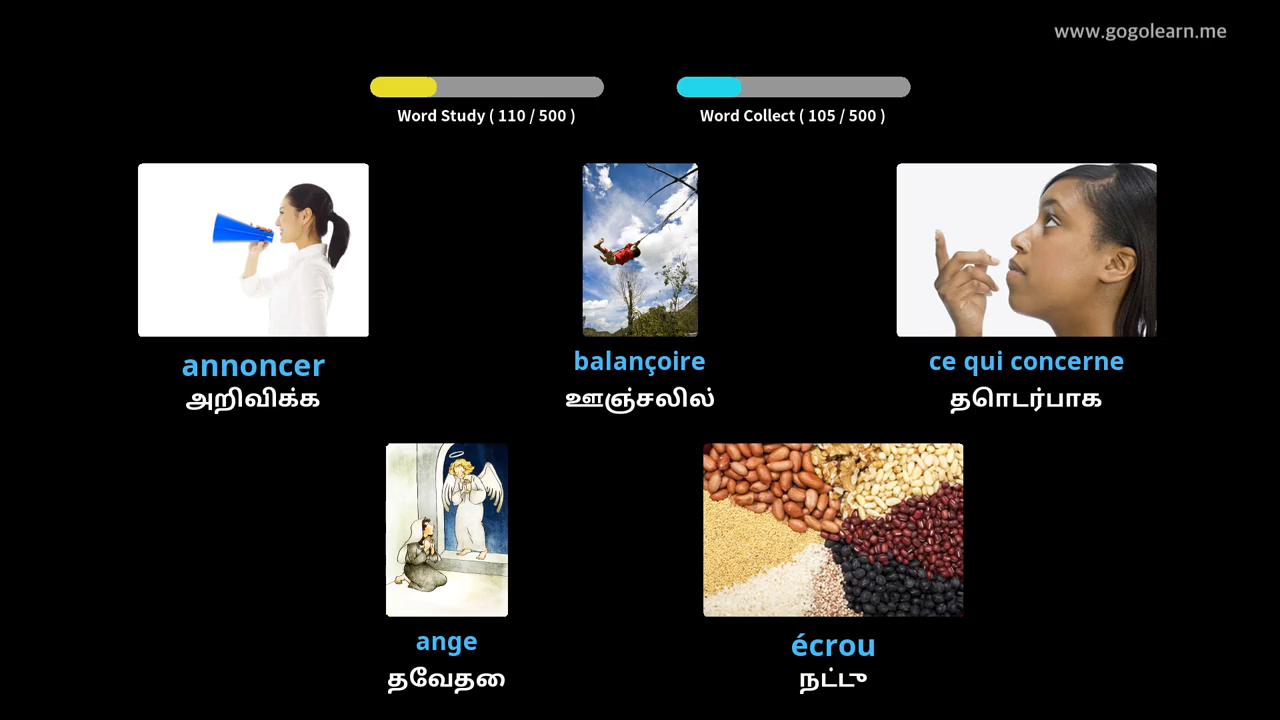 www.gogolearn.me
Word Study ( 110 / 500 )
Word Collect ( 105 / 500 )
annoncer
அறிவிக்க
balançoire
ஊஞ்சலில்
ce qui concerne
தொடர்பாக
ange
தேவதை
écrou
நட்டு